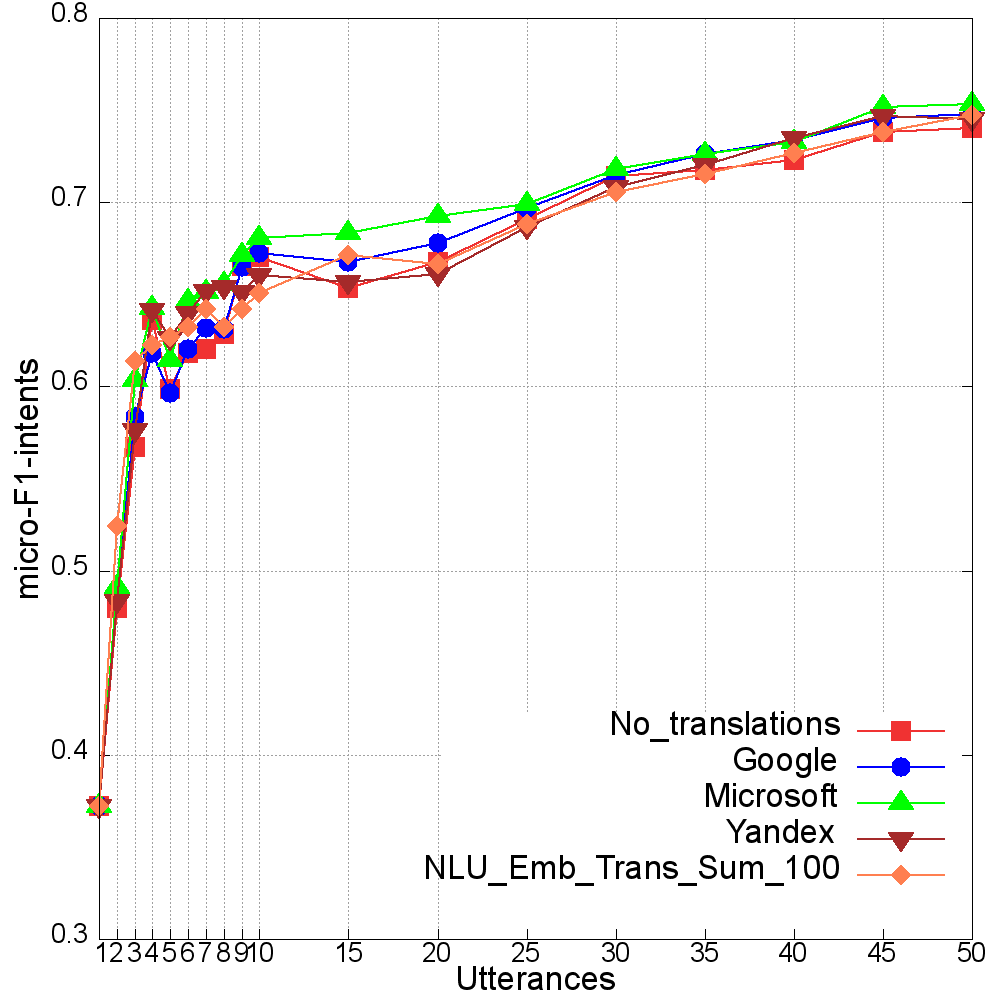 0.8
0.7
0.6
0.5
0.4
0.3
micro-F1-intents
No_translations
Google
Microsoft
Yandex
NLU_Emb_Trans_Sum_100
1 2 3 4 5 6 7 8 9 10 15 20 25 30 35 40 45 50
Utterances